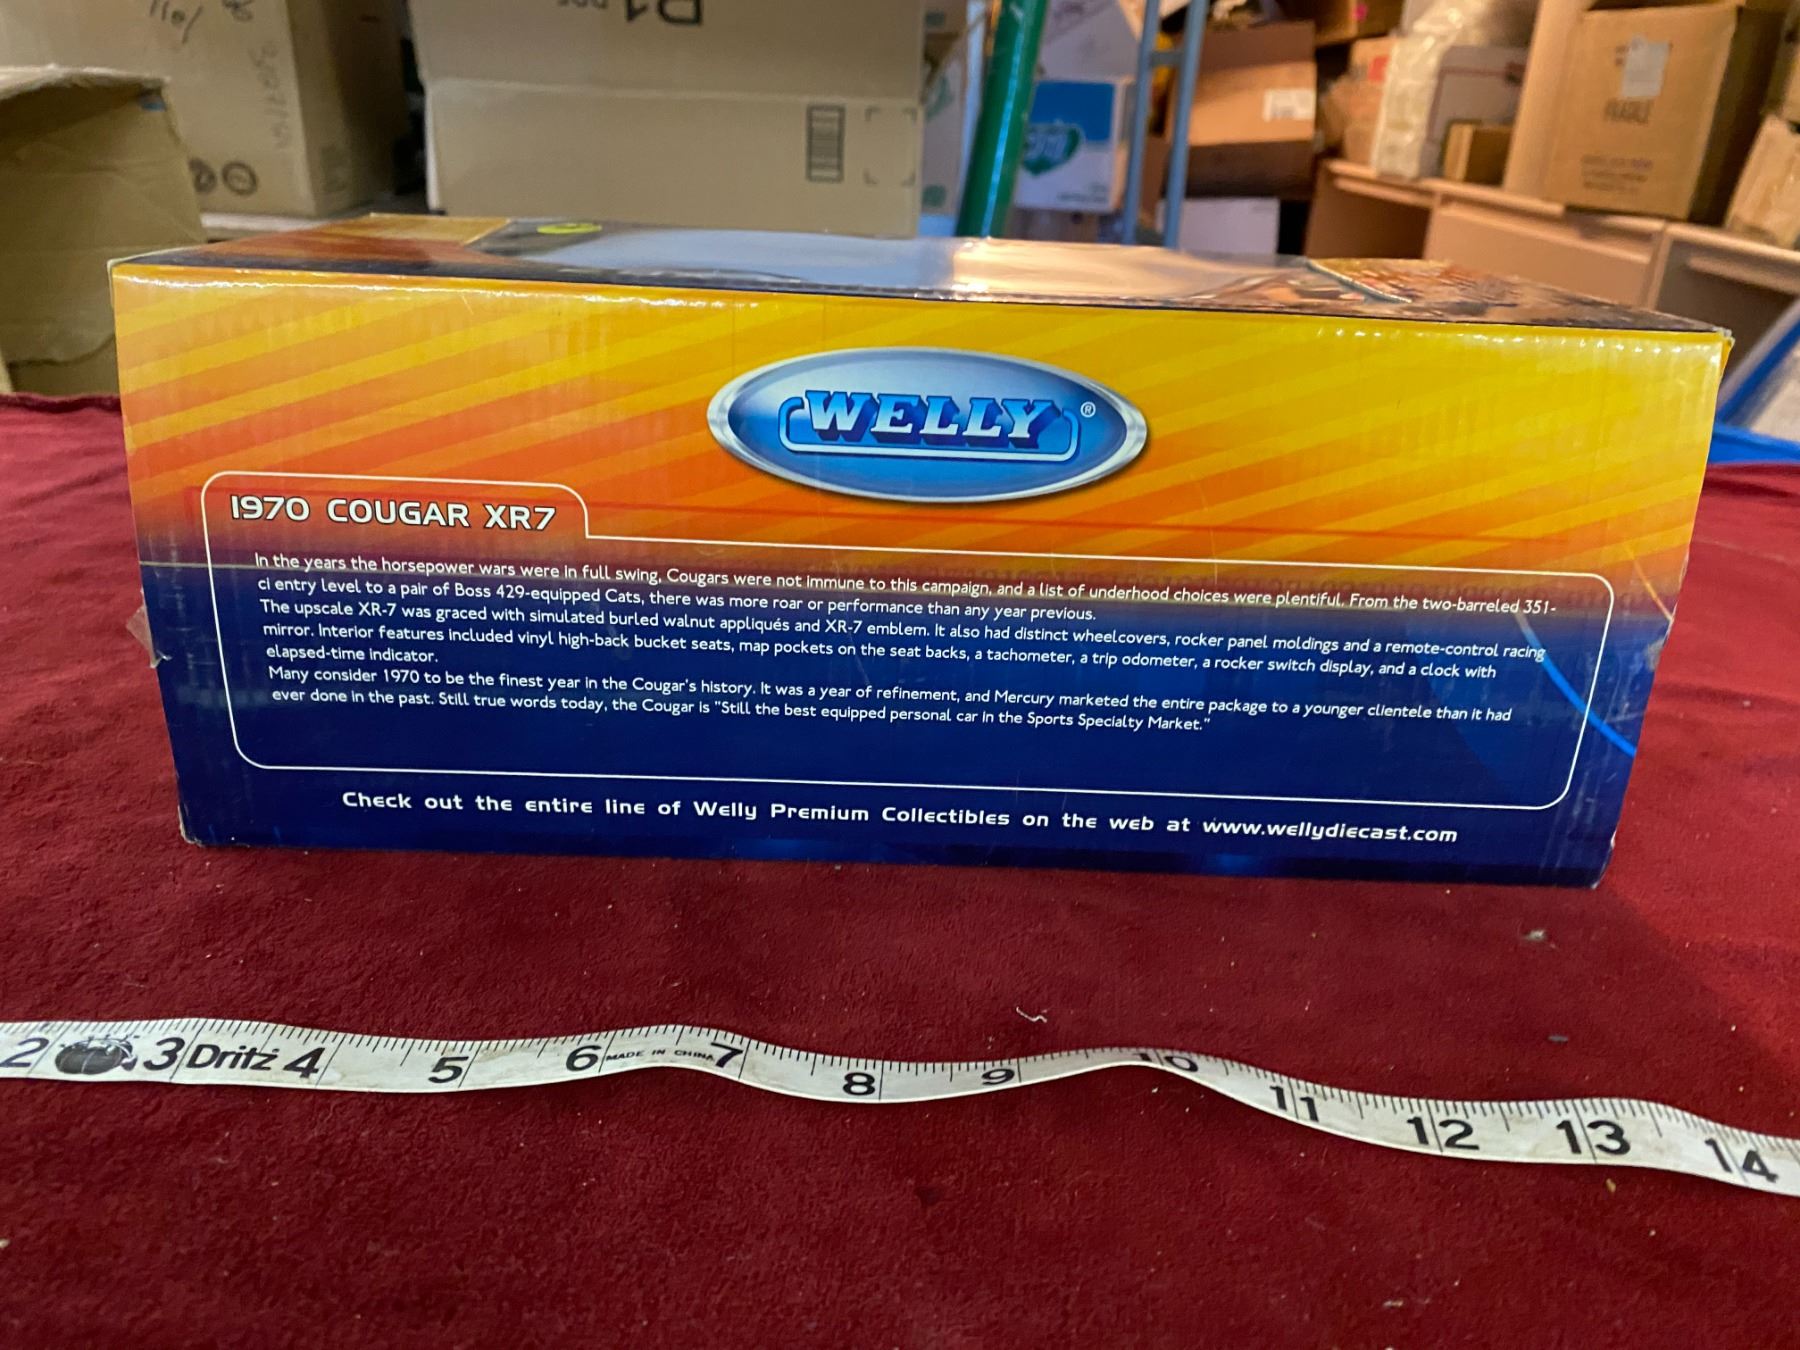 FRAGILE
WELLY®
1970 COUGAR XR7
In the years the horsepower wars were in full swing, Cougars were not immune to this campaign, and a list of underhood choices were plentiful. From the two-barreled 351-
ci entry level to a pair of Boss 429-equipped Cats, there was more roar or performance than any year previous.
The upscale XR-7 was graced with simulated burled walnut appliqués and XR-7 emblem. It also had distinct wheelcovers, rocker panel moldings and a remote-control racing
mirror. Interior features included vinyl high-back bucket seats, map pockets on the seat backs, a tachometer, a trip odometer, a rocker switch display, and a clock with
elapsed-time indicator.
Many consider 1970 to be the finest year in the Cougar's history. It was a year of refinement, and Mercury marketed the entire package to a younger clientele than it had
ever done in the past. Still true words today, the Cougar is "Still the best equipped personal car in the Sports Specialty Market."
Check out the entire line of Welly Premium Collectibles on the web at www.wellydiecast.com
2 3 Dritz 4 5 6 MADE IN CHINA 7 8 9 10 11 12 13 14